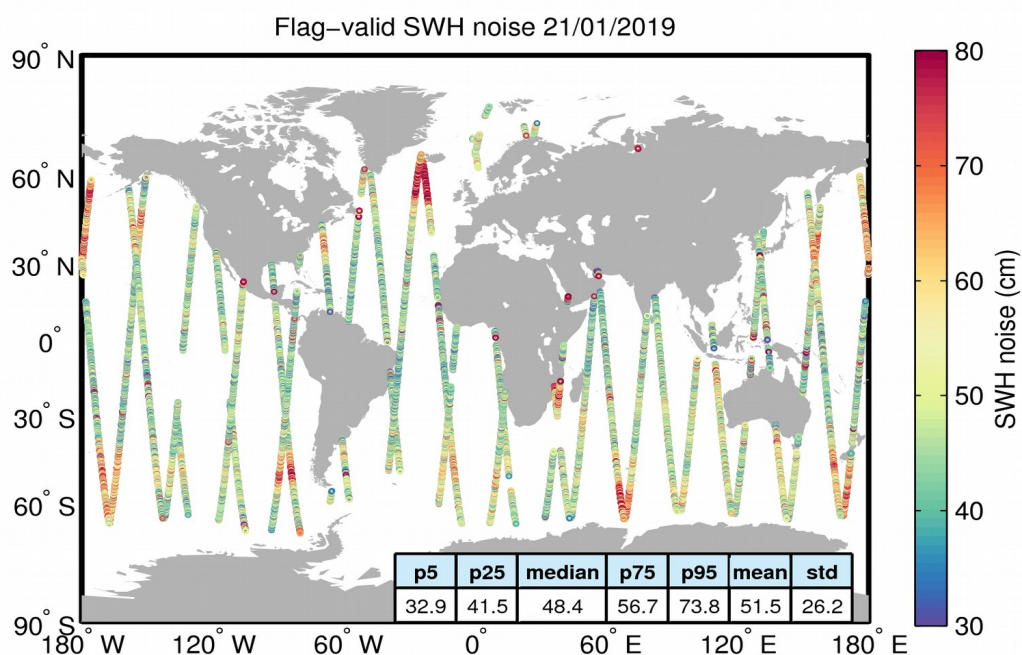 Flag−valid SWH noise 21/01/2019
90° N
60° N
30° N
0°
30° S
60° S
90° S
180° W
120° W
60° W
0°
60° E
120° E
180° E
p5 p25 median p75 p95 mean std
32.9 41.5 48.4 56.7 73.8 51.5 26.2
80
70
60
50
40
30
SWH noise (cm)